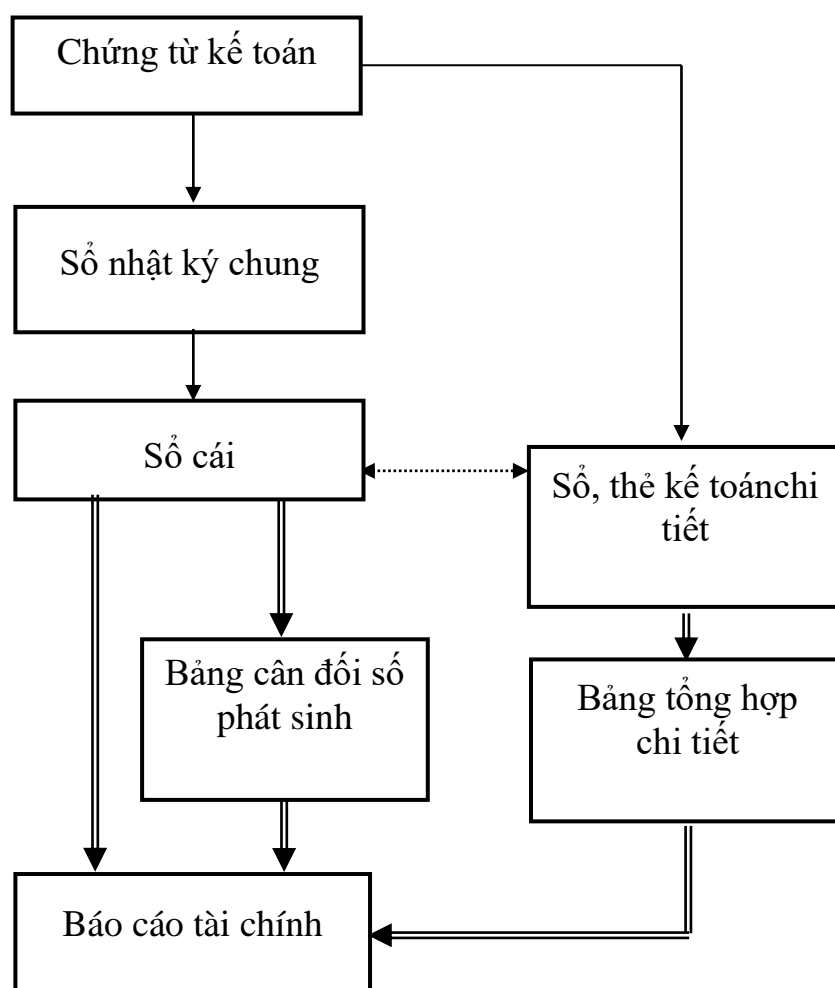 Chứng từ kế toán
Sổ nhật ký chung
Sổ cái
Sổ, thẻ kế toánchi
tiết
Bảng cân đối số
phát sinh
Bảng tổng hợp
chi tiết
Báo cáo tài chính